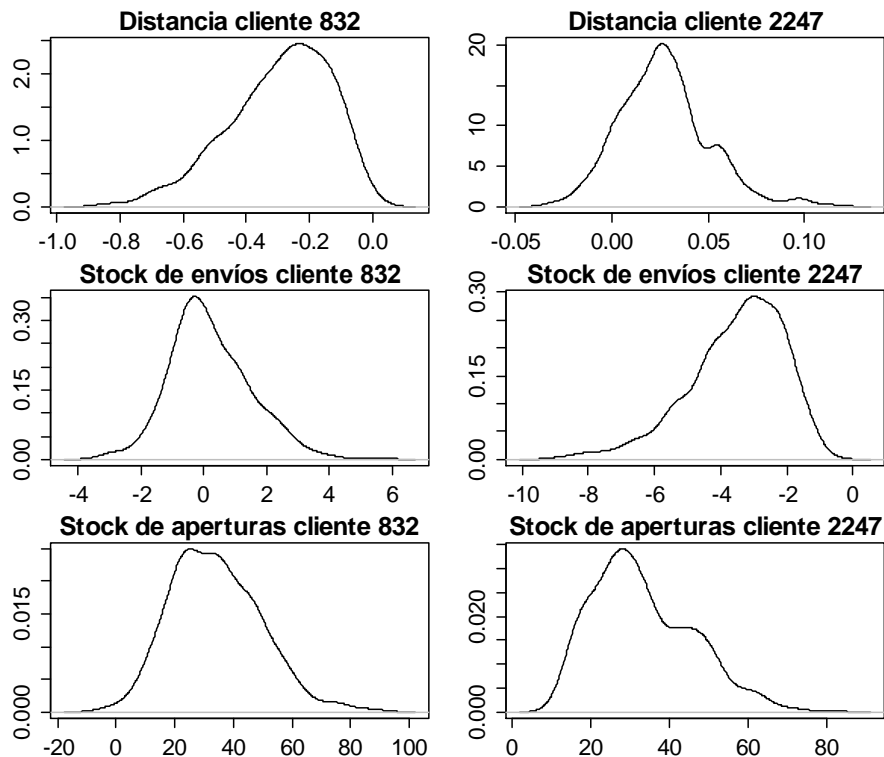 Distancia cliente 832
2.0
1.0
0.0
-1.0 -0.8 -0.6 -0.4 -0.2 0.0
Distancia cliente 2247
20
10
5
0
-0.05 0.00 0.05 0.10
Stock de envíos cliente 832
0.30
0.15
0.00
-4 -2 0 2 4 6
Stock de envíos cliente 2247
0.30
0.15
0.00
-10 -8 -6 -4 -2 0
Stock de aperturas cliente 832
0.015
0.000
-20 0 20 40 60 80 100
Stock de aperturas cliente 2247
0.020
0.000
0 20 40 60 80